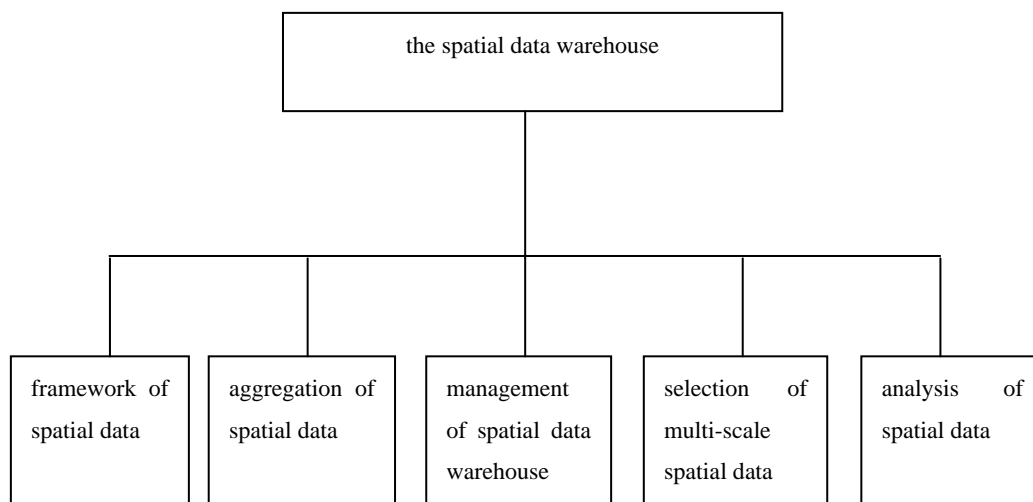 the spatial data warehouse
framework of
spatial data
aggregation of
spatial data
management
of spatial data
warehouse
selection of
multi-scale
spatial data
analysis of
spatial data